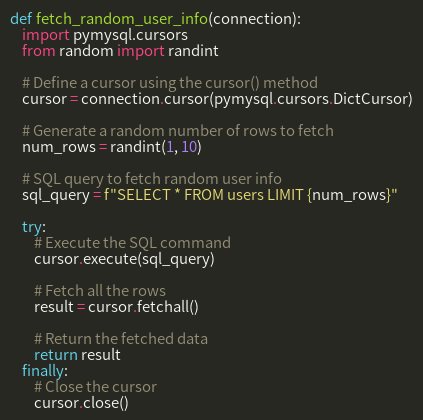 def fetch_random_user_info(connection):
    import pymysql.cursors
    from random import randint

    # Define a cursor using the cursor() method
    cursor = connection.cursor(pymysql.cursors.DictCursor)

    # Generate a random number of rows to fetch
    num_rows = randint(1, 10)

    # SQL query to fetch random user info
    sql_query = f"SELECT * FROM users LIMIT {num_rows}"

    try:
        # Execute the SQL command
        cursor.execute(sql_query)

        # Fetch all the rows
        result = cursor.fetchall()

        # Return the fetched data
        return result
    finally:
        # Close the cursor
        cursor.close()